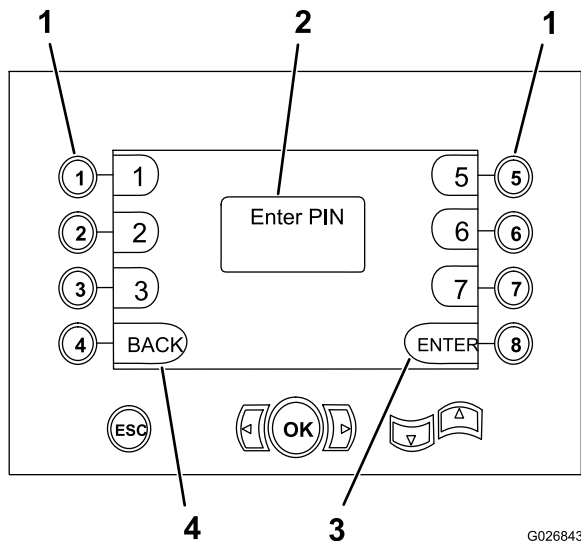 1 2 1
1 1 5 5
Enter PIN
2 2 6 6
3 3 7 7
4 BACK ENTER 8
ESC OK
4 3
G026843